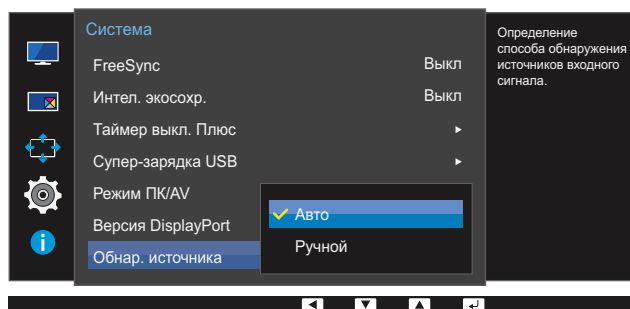 Система
FreeSync Выкл
Интел. экосохр. Выкл
Таймер выкл. Плюс
Супер-зарядка USB
Режим ПК/AV
Версия DisplayPort
Обнар. источника
Авто
Ручной
Определение
способа обнаружения
источников входного
сигнала.